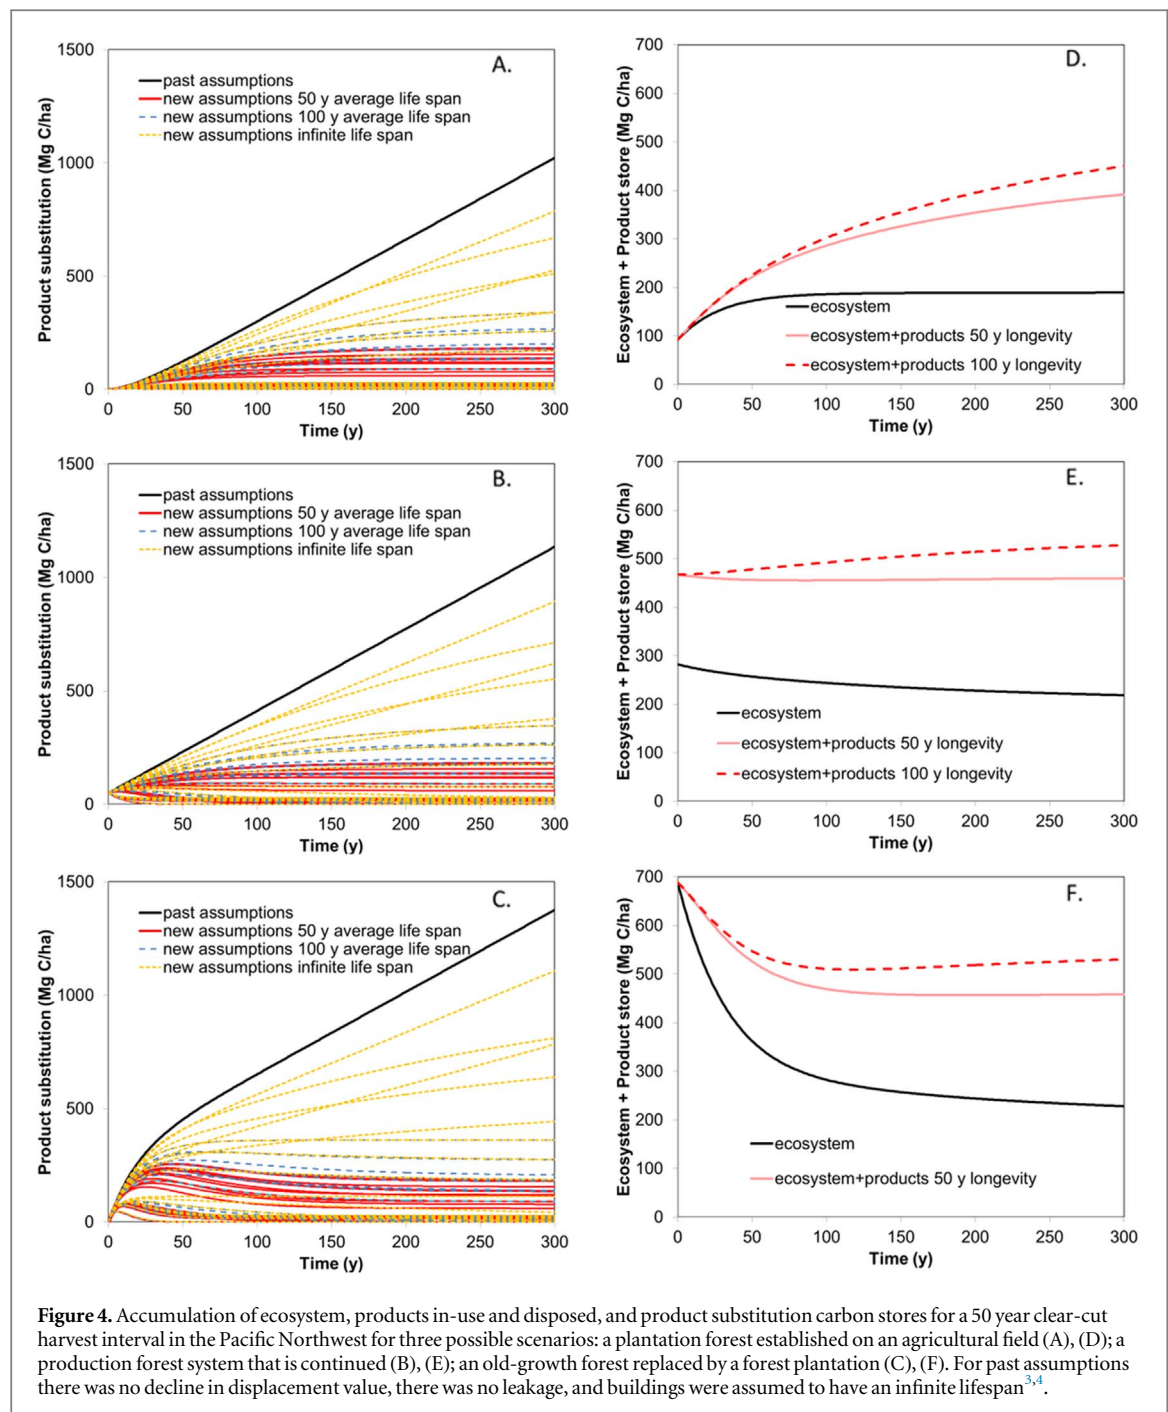 A.
Product substitution (Mg C/ha)
1500
1000
500
0
past assumptions
new assumptions 50 y average life span
new assumptions 100 y average life span
new assumptions infinite life span
0 50 100 150 200 250 300
Time (y)
D.
Ecosystem + Product store (Mg C/ha)
700
600
500
400
300
200
100
0
ecosystem
ecosystem+products 50 y longevity
ecosystem+products 100 y longevity
0 50 100 150 200 250 300
Time (y)
B.
Product substitution (Mg C/ha)
1500
1000
500
0
past assumptions
new assumptions 50 y average life span
new assumptions 100 y average life span
new assumptions infinite life span
0 50 100 150 200 250 300
Time (y)
E.
Ecosystem + Product store (Mg C/ha)
700
600
500
400
300
200
100
0
ecosystem
ecosystem+products 50 y longevity
ecosystem+products 100 y longevity
0 50 100 150 200 250 300
Time (y)
C.
Product substitution (Mg C/ha)
1500
1000
500
0
past assumptions
new assumptions 50 y average life span
new assumptions 100 y average life span
new assumptions infinite life span
0 50 100 150 200 250 300
Time (y)
F.
Ecosystem + Product store (Mg C/ha)
700
600
500
400
300
200
100
0
ecosystem
ecosystem+products 50 y longevity
0 50 100 150 200 250 300
Time (y)
Figure 4. Accumulation of ecosystem, products in-use and disposed, and product substitution carbon stores for a 50 year clear-cut
harvest interval in the Pacific Northwest for three possible scenarios: a plantation forest established on an agricultural field (A), (D); a
production forest system that is continued (B), (E); an old-growth forest replaced by a forest plantation (C), (F). For past assumptions
there was no decline in displacement value, there was no leakage, and buildings were assumed to have an infinite lifespan3,4.